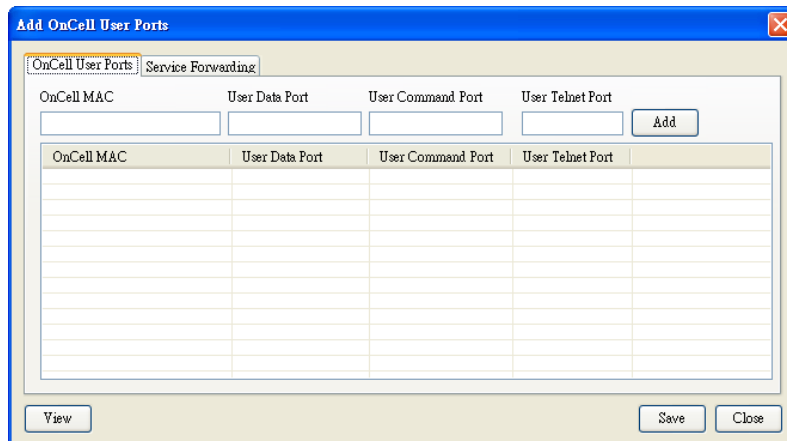 Add OnCell User Ports
OnCell User Ports Service Forwarding
OnCell MAC User Data Port User Command Port User Telnet Port
Add
OnCell MAC User Data Port User Command Port User Telnet Port
View Save Close